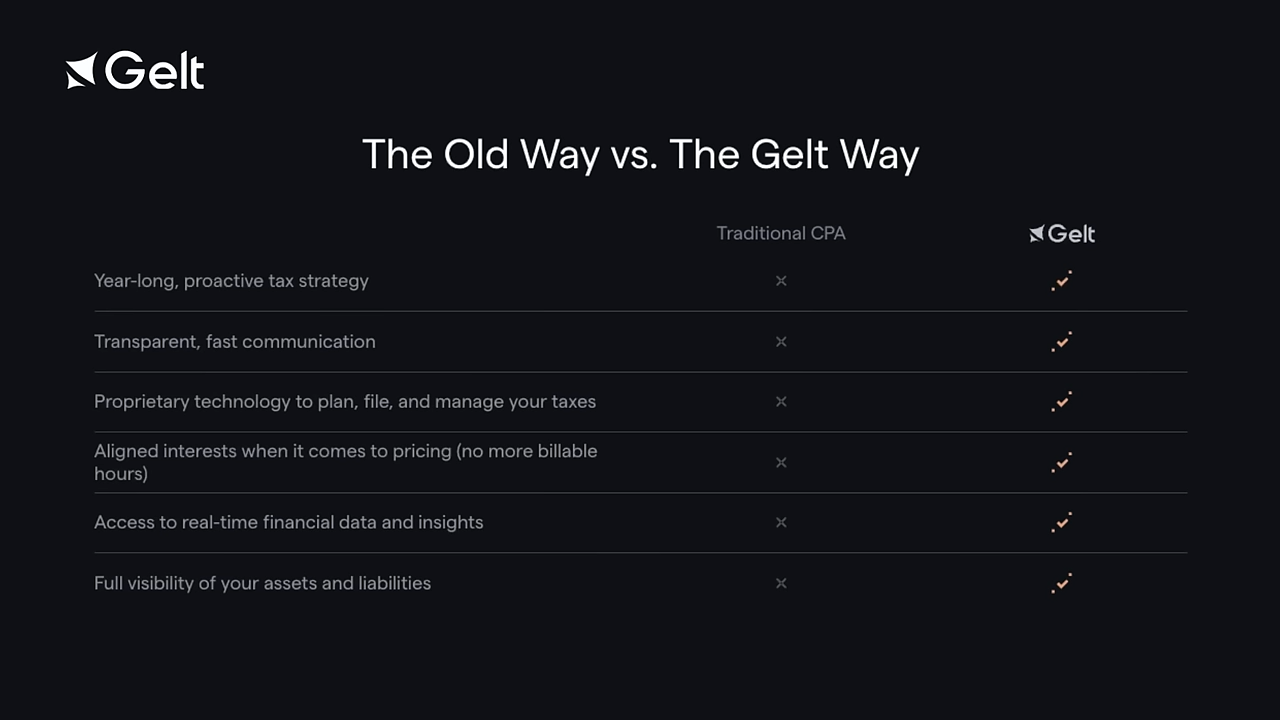 Gelt
The Old Way vs. The Gelt Way
Traditional CPA
Gelt
Year-long, proactive tax strategy
Transparent, fast communication
Proprietary technology to plan, file, and manage your taxes
Aligned interests when it comes to pricing (no more billable
hours)
Access to real-time financial data and insights
Full visibility of your assets and liabilities